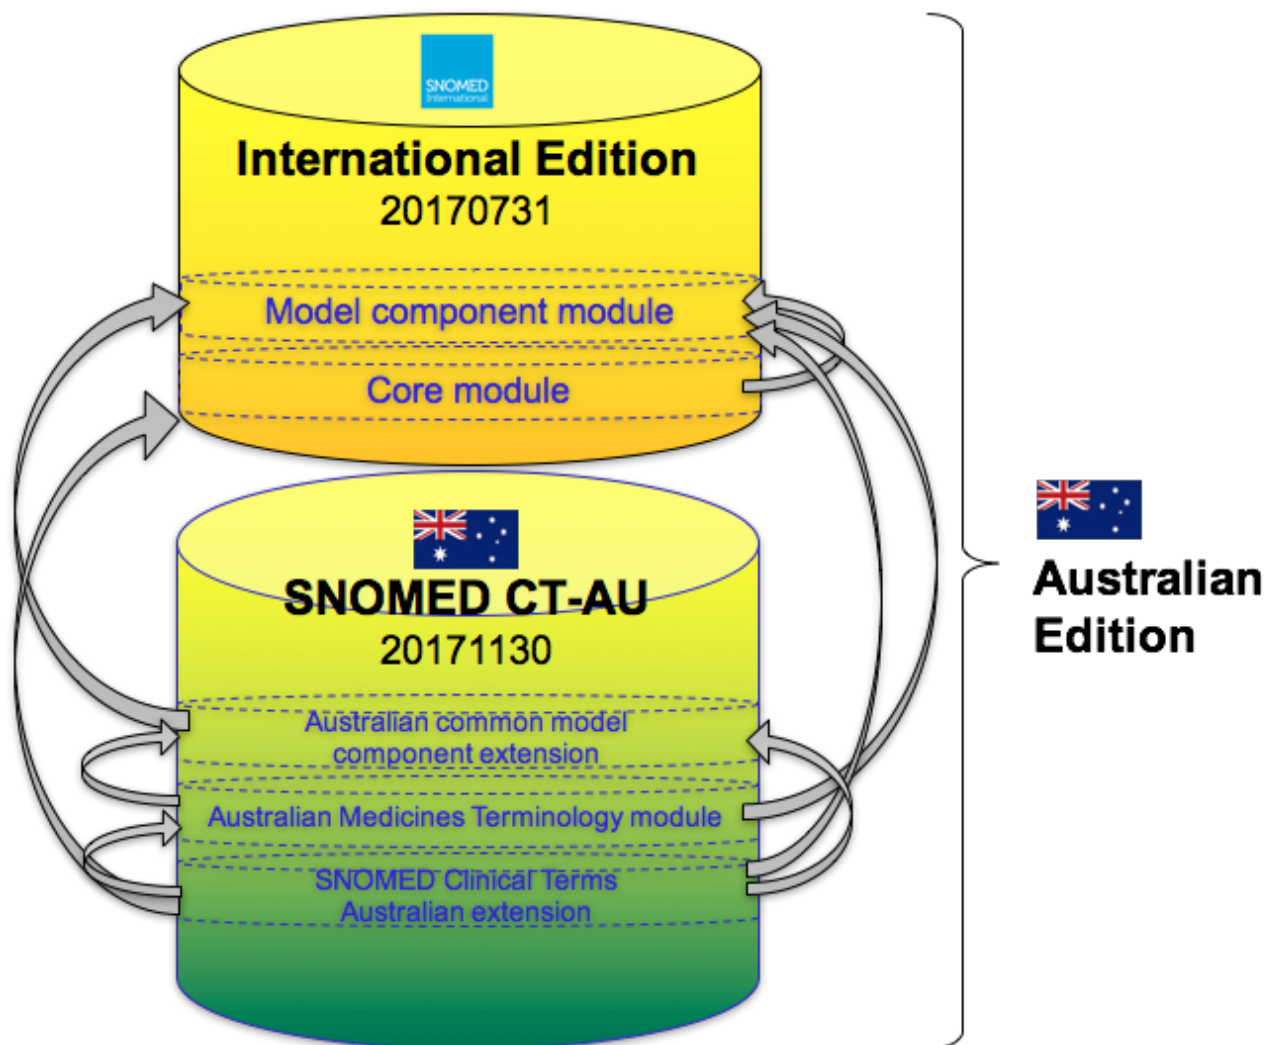 SNOMED
International
International Edition
20170731
Model component module
Core module
SNOMED CT-AU
20171130
Australian common model
component extension
Australian Medicines Terminology module
SNOMED Clinical Terms
Australian extension
Australian
Edition